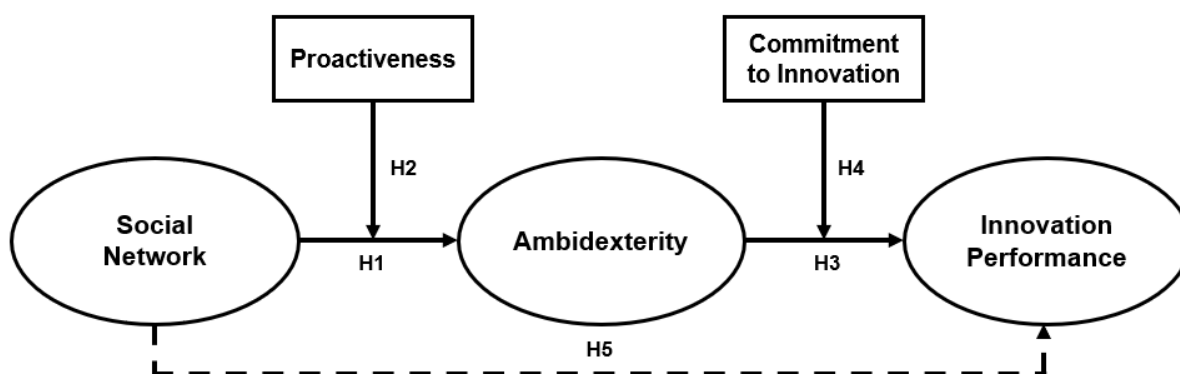 Proactiveness
Commitment
to Innovation
H2
H4
Social
Network
H1
Ambidexterity
H3
Innovation
Performance
H5